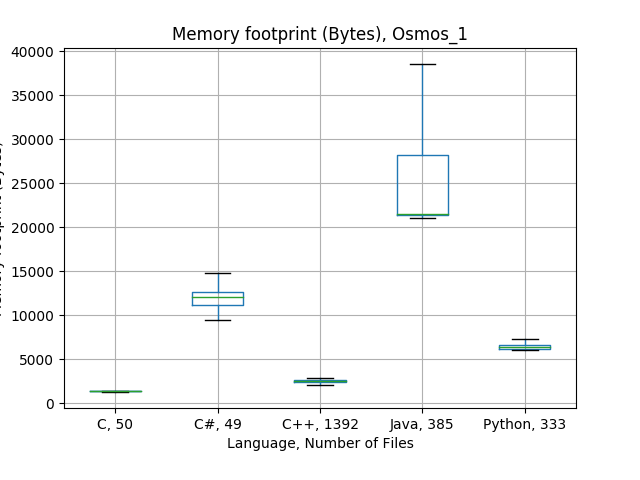 Memory footprint (Bytes), Osmos_1
40000
35000
30000
25000
20000
15000
10000
5000
0
C, 50
C#, 49
C++, 1392
Java, 385
Python, 333
Language, Number of Files